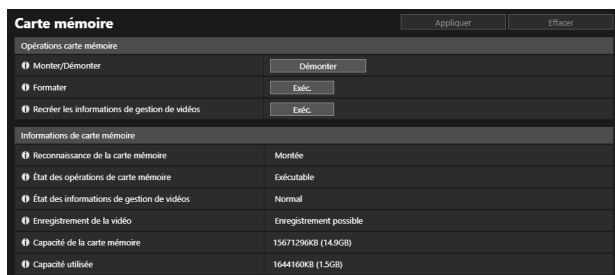 Carte mémoire
Appliquer
Effacer
Opérations carte mémoire
Monter/Démonter
Démonter
Formater
Exéc.
Recréer les informations de gestion de vidéos
Exéc.
Informations de carte mémoire
Reconnaissance de la carte mémoire
Montée
État des opérations de carte mémoire
Exécutable
État des informations de gestion de vidéos
Normal
Enregistrement de la vidéo
Enregistrement possible
Capacité de la carte mémoire
15671296KB (14.9GB)
Capacité utilisée
1644160KB (1.5GB)